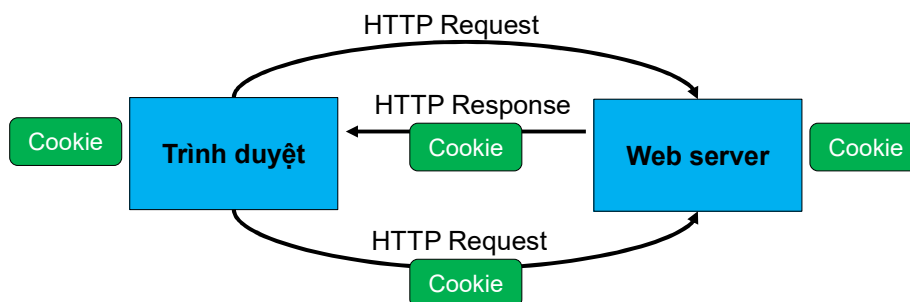 HTTP Request
HTTP Response
Cookie
Trình duyệt
Cookie
Web server
Cookie
HTTP Request
Cookie